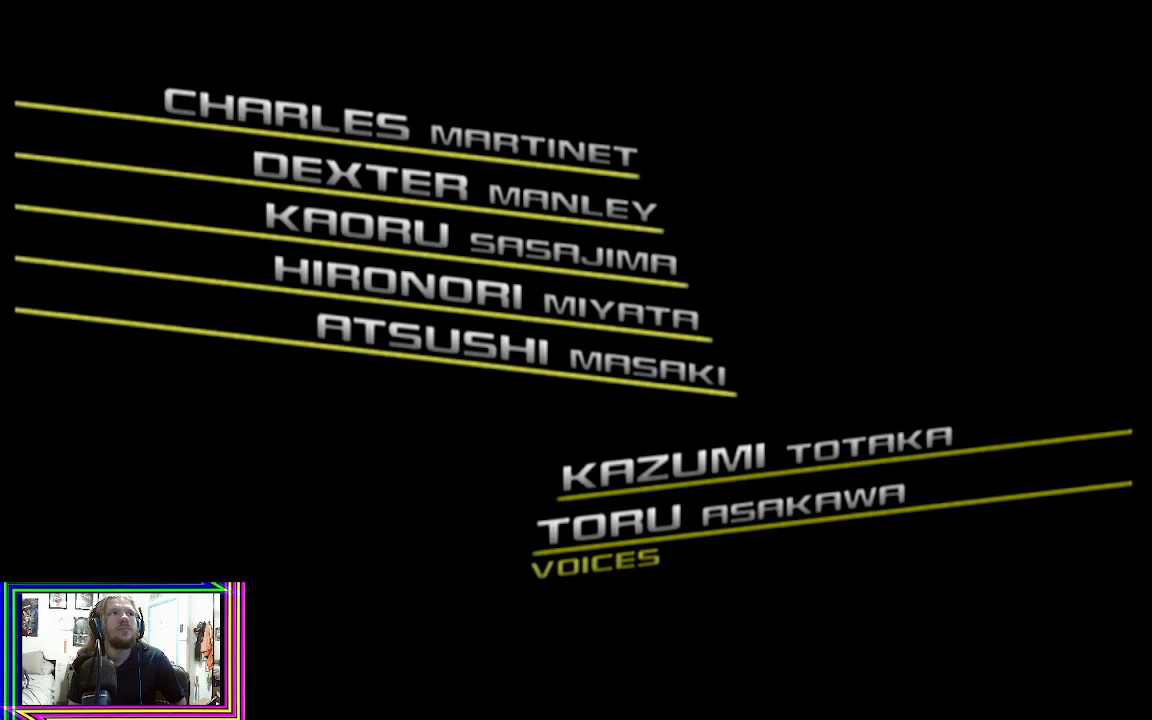 CHARLES MARTINET
DEXTER MANLEY
KAORU SASAJIMA
HIRONORI MIYATA
ATSUSHI MASAKI
KAZUMI TOTAKA
TORU ASAKAWA
VOICES